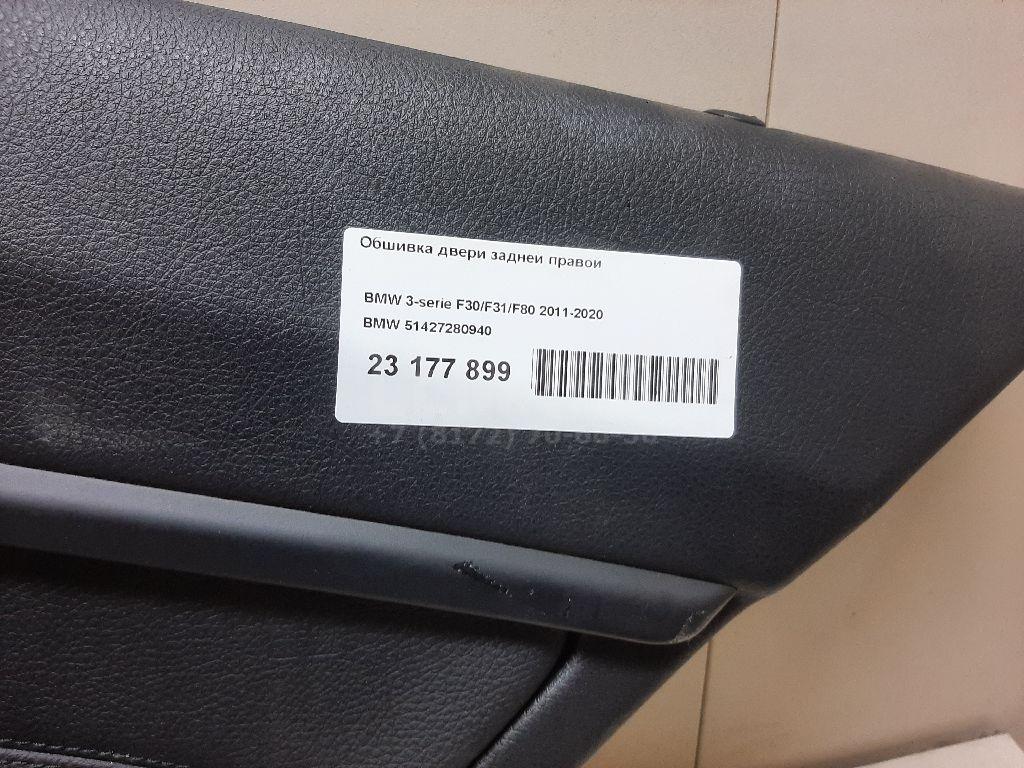 Обшивка двери задней правой
BMW 3-serie F30/F31/F80 2011-2020
BMW 51427280940
23 177 899